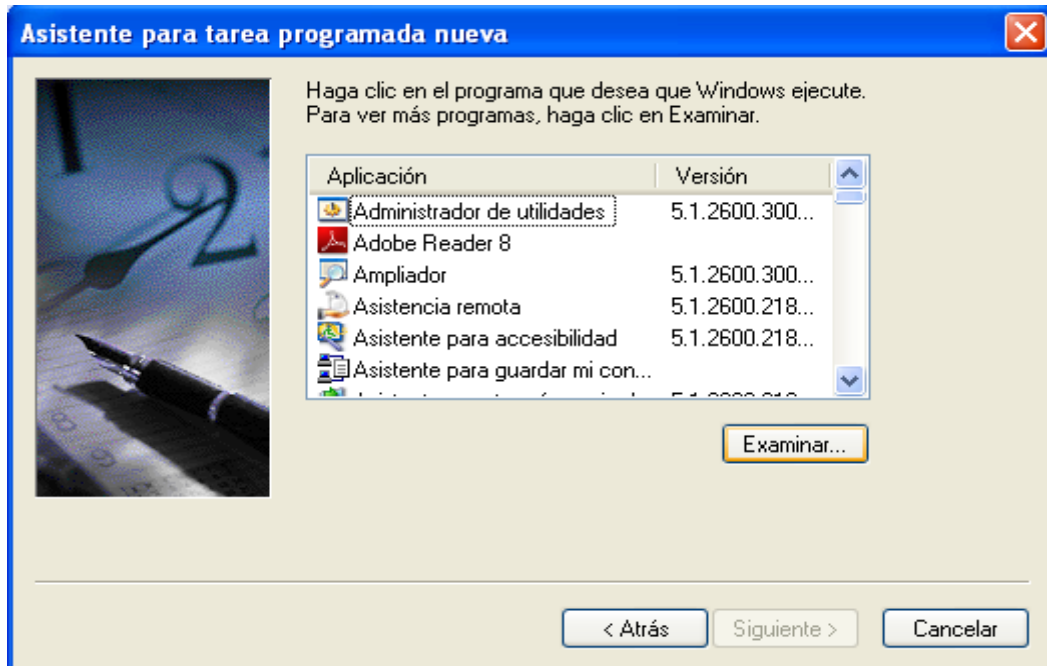 Asistente para tarea programada nueva
Haga clic en el programa que desea que Windows ejecute.
Para ver más programas, haga clic en Examinar.
Aplicación Versión
Administrador de utilidades 5.1.2600.300...
Adobe Reader 8
Ampliador 5.1.2600.300...
Asistencia remota 5.1.2600.218...
Asistente para accesibilidad 5.1.2600.218...
Asistente para guardar mi con...
Examinar...
< Atrás Siguiente > Cancelar